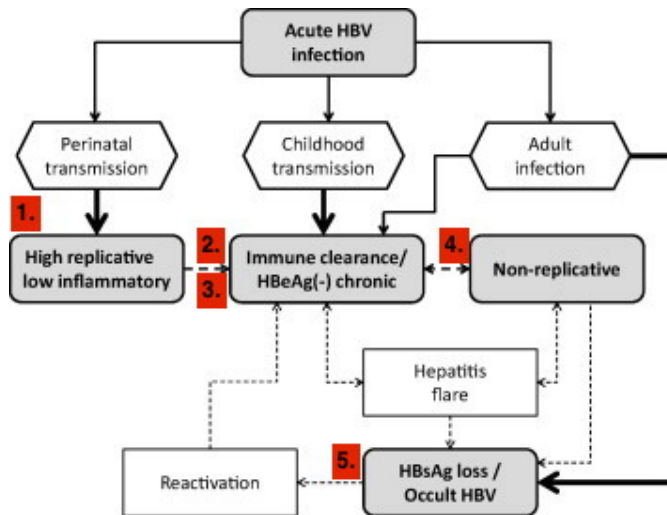 Acute HBV
infection
Perinatal
transmission
Childhood
transmission
Adult
infection
1.
High replicative
low inflammatory
2.
3.
Immune clearance/
HBeAg(-) chronic
4.
Non-replicative
Hepatitis
flare
Reactivation
5.
HBsAg loss /
Occult HBV